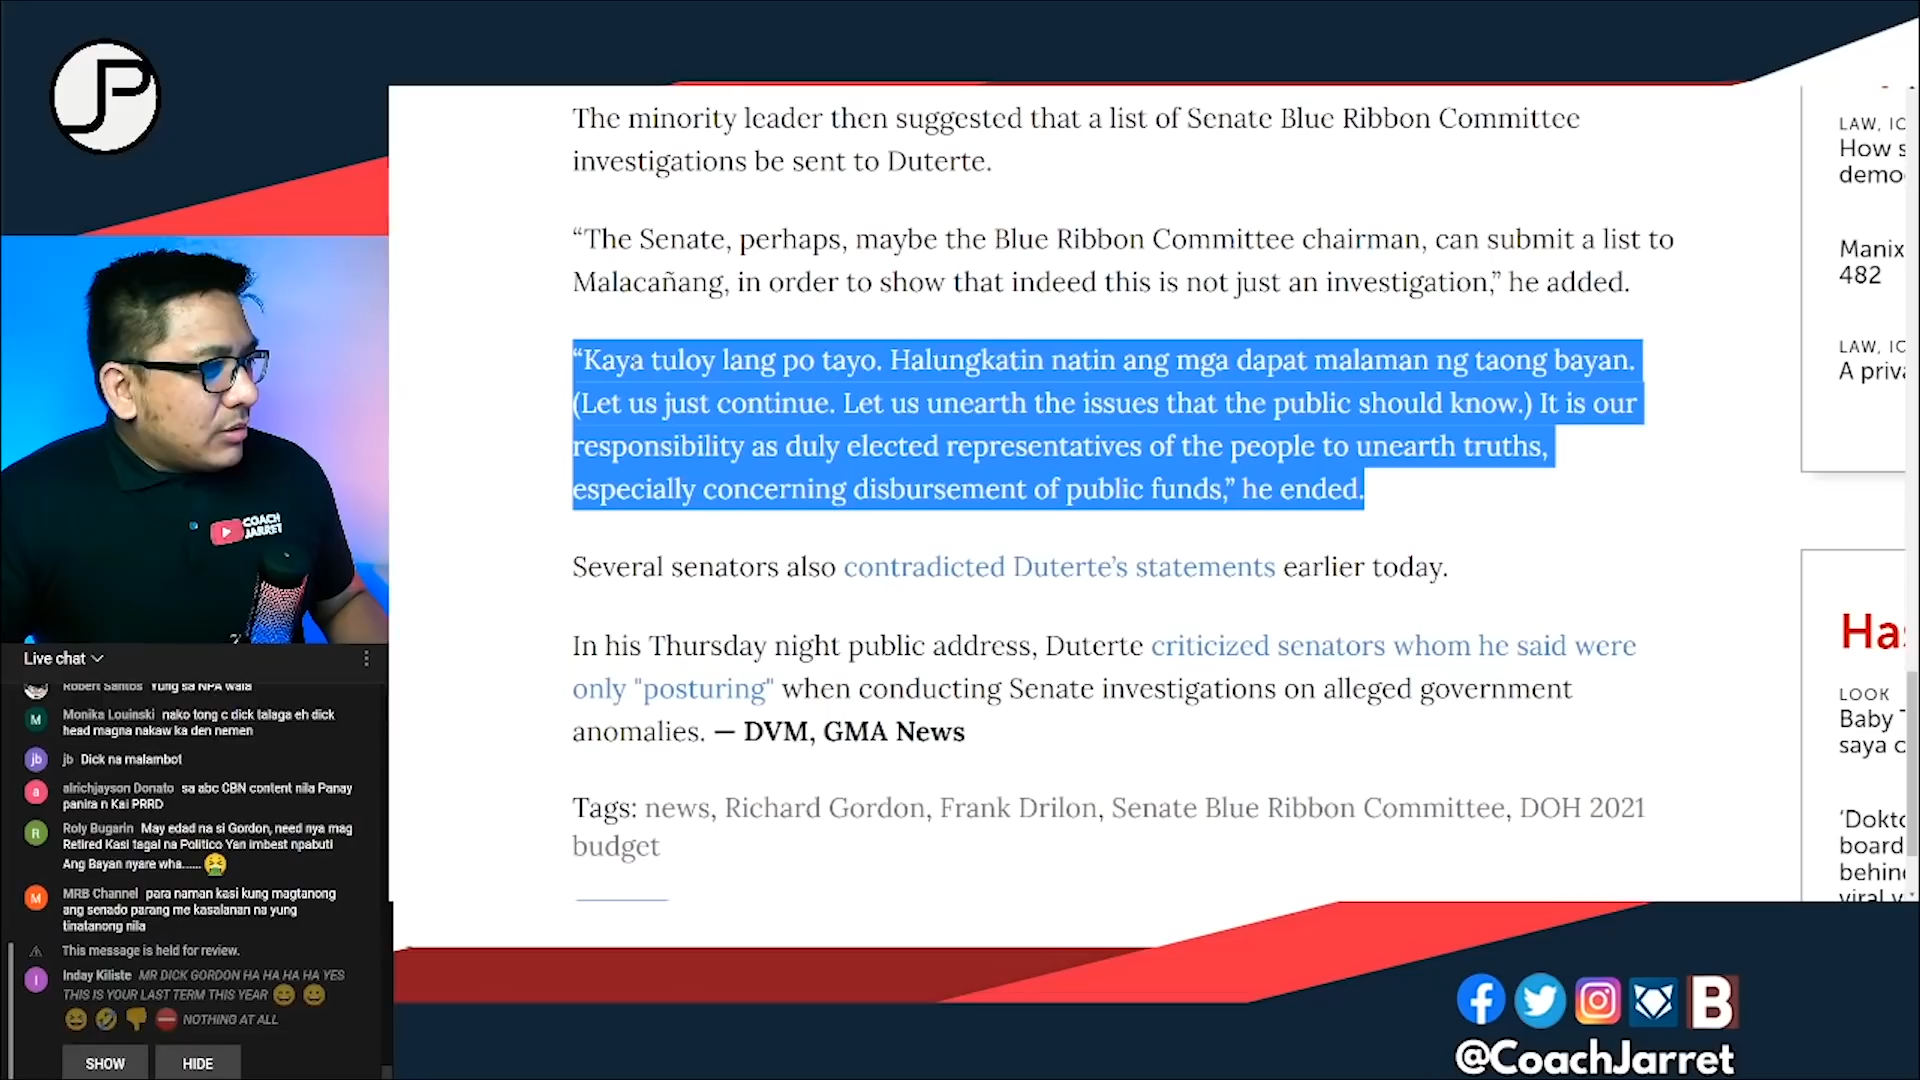 JP
The minority leader then suggested that a list of Senate Blue Ribbon Committee
investigations be sent to Duterte.
“The Senate, perhaps, maybe the Blue Ribbon Committee chairman, can submit a list to
Malacañang, in order to show that indeed this is not just an investigation,” he added.
“Kaya tuloy lang po tayo. Halungkatin natin ang mga dapat malaman ng taong bayan.
(Let us just continue. Let us unearth the issues that the public should know.) It is our
responsibility as duly elected representatives of the people to unearth truths,
especially concerning disbursement of public funds,” he ended.
Several senators also contradicted Duterte’s statements earlier today.
In his Thursday night public address, Duterte criticized senators whom he said were
only "posturing" when conducting Senate investigations on alleged government
anomalies. — DVM, GMA News
Tags: news, Richard Gordon, Frank Drilon, Senate Blue Ribbon Committee, DOH 2021
budget
LAW, IC
How s
demo
Manix
482
LAW, IC
A priva
Has
LOOK
Baby T
saya c
‘Dokto
board
behind
viral v
COACH
JARRET
Live chat
Robert Santos Yung sa NPA wala
M Monika Louinski nako tong c dick talaga eh dick
head magna nakaw ka den nemen
jb jb Dick na malambot
a alrichjayson Donato sa abc CBN content nila Panay
panira n Kai PRRD
R Roly Bugarin May edad na si Gordon, need nya mag
Retired Kasi tagal na Politico Yan imbest npabuti
Ang Bayan nyare wha......
M MRB Channel para naman kasi kung magtanong
ang senado parang me kasalanan na yung
tinatanong nila
This message is held for review.
I Inday Kiliste MR DICK GORDON HA HA HA HA YES
THIS IS YOUR LAST TERM THIS YEAR
NOTHING AT ALL
SHOW HIDE
B
@CoachJarret